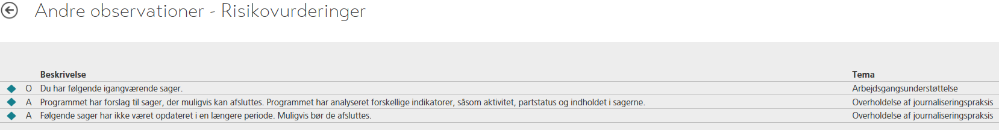 Andre observationer - Risikovurderinger
Beskrivelse Tema
O Du har følgende igangværende sager. Arbejdsgangsunderstøttelse
A Programmet har forslag til sager, der muligvis kan afsluttes. Programmet har analyseret forskellige indikatorer, såsom aktivitet, partstatus og indholdet i sagerne. Overholdelse af journaliseringspraksis
A Følgende sager har ikke været opdateret i en længere periode. Muligvis bør de afsluttes. Overholdelse af journaliseringspraksis